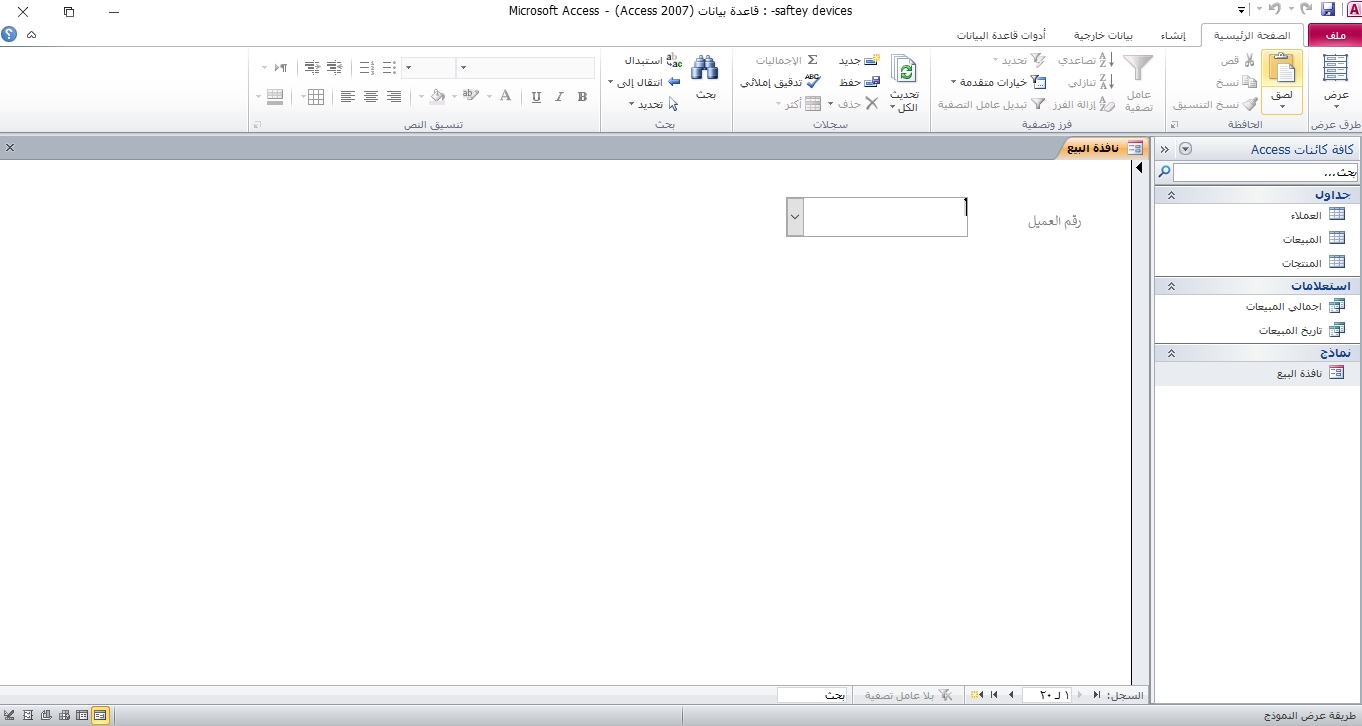 saftey devices- : قاعدة بيانات (Access 2007) - Microsoft Access
ملف
الصفحة الرئيسية
إنشاء
بيانات خارجية
أدوات قاعدة البيانات
عرض
طرق عرض
لصق
قص
نسخ
نسخ التنسيق
الحافظة
عامل تصفية
تصاعدي
تنازلي
إزالة الفرز
تحديد
خيارات متقدمة
تبديل عامل التصفية
فرز وتصفية
تحديث الكل
جديد
حفظ
حذف
الإجماليات
تدقيق إملائي
أكثر
سجلات
بحث
استبدال
انتقال إلى
تحديد
بحث
تنسيق النص
كافة كائنات Access
بحث...
جداول
العملاء
المبيعات
المنتجات
استعلامات
اجمالي المبيعات
تاريخ المبيعات
نماذج
نافذة البيع
نافذة البيع
رقم العميل
السجل:
١ لـ ٢٠
بلا عامل تصفية
بحث
طريقة عرض النموذج